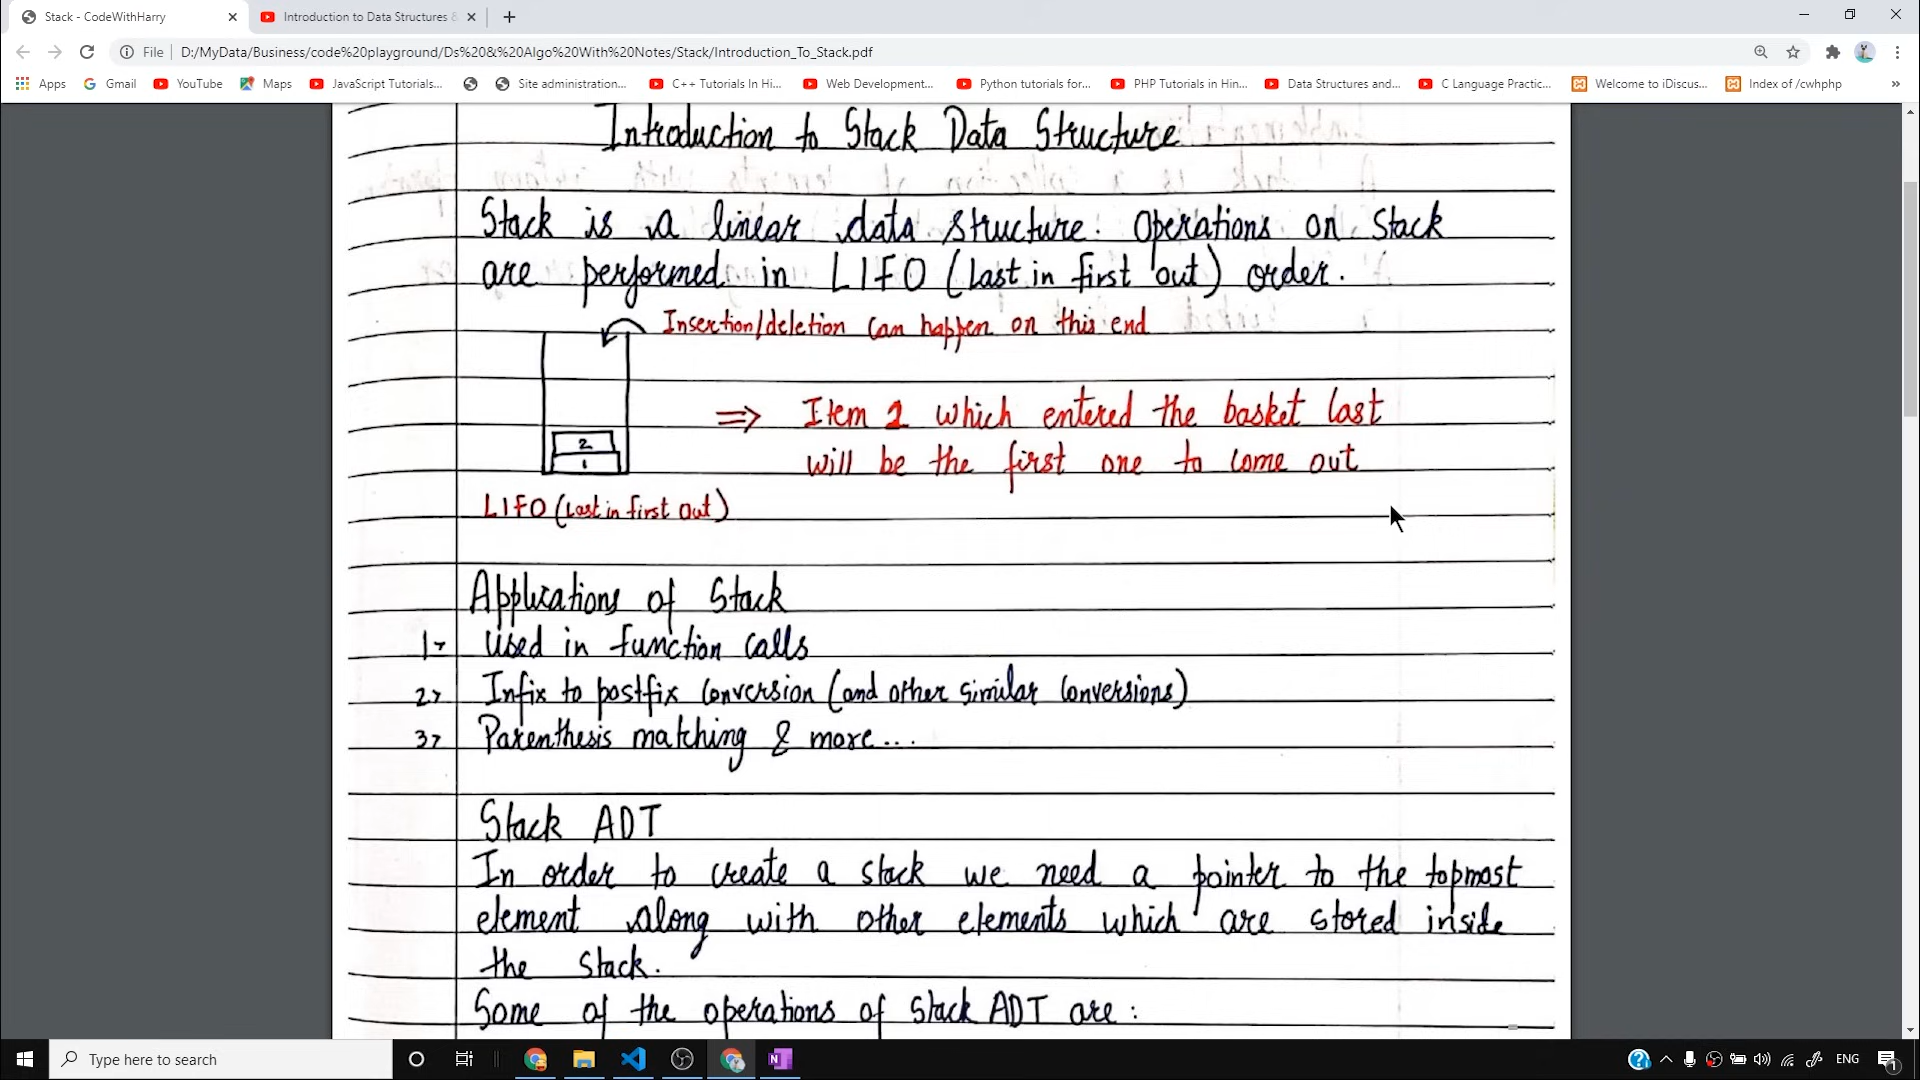 Stack - CodeWithHarry
Introduction to Data Structures &
File D:/MyData/Business/code%20playground/Ds%20&%20Algo%20With%20Notes/Stack/Introduction_To_Stack.pdf
Apps Gmail YouTube Maps JavaScript Tutorials... Site administration... C++ Tutorials In Hi... Web Development... Python tutorials for... PHP Tutorials in Hin... Data Structures and... C Language Practic... Welcome to iDiscus... Index of /cwhphp »
Introduction to Stack Data Structure
Stack is a linear data structure. Operations on Stack
are performed in LIFO (Last in first out) order.
Insertion/deletion can happen on this end
2
1
⇒ Item 2 which entered the basket last
will be the first one to come out
LIFO (Last in first out)
Applications of Stack
1> Used in function calls
2> Infix to postfix Conversion (and other similar Conversions)
3> Parenthesis matching & more...
Stack ADT
In order to create a stack we need a pointer to the topmost
element along with other elements which are stored inside
the stack.
Some of the operations of Stack ADT are:
Type here to search
ENG
1